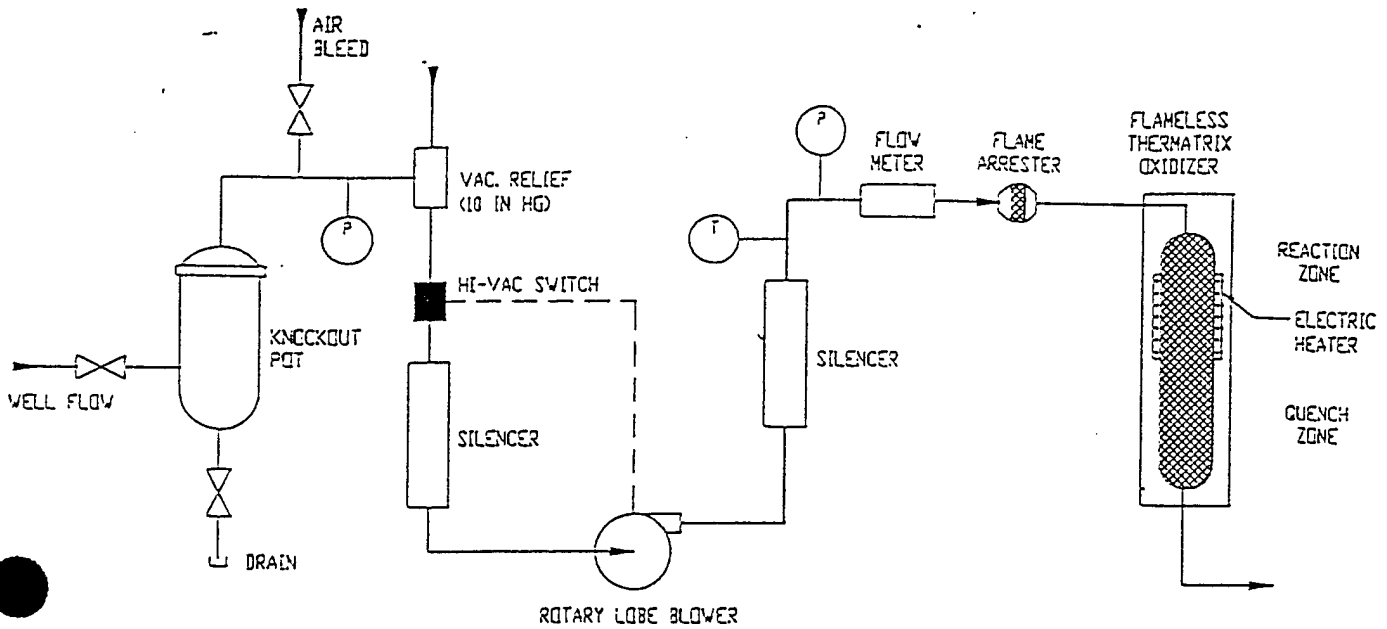 AIR
BLEED
VAC. RELIEF
(10 IN HG)
P
HI-VAC SWITCH
KNOCKOUT
POT
WELL FLOW
SILENCER
DRAIN
ROTARY LOBE BLOWER
SILENCER
T
P
FLOW
METER
FLAME
ARRESTER
FLAMELESS
THERMATRIX
OXIDIZER
REACTION
ZONE
ELECTRIC
HEATER
QUENCH
ZONE